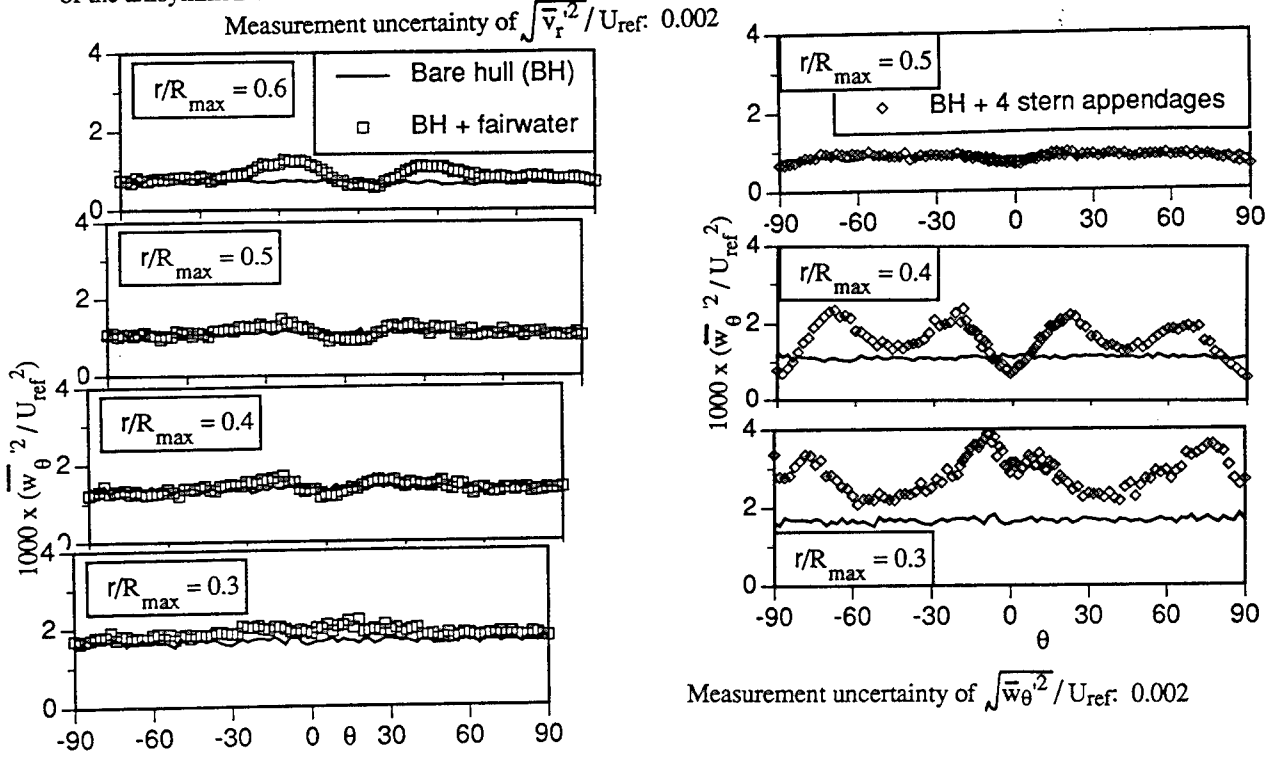 of the
Measurement uncertainty of √v̅r'² / Uref: 0.002
4
r/Rmax = 0.6
Bare hull (BH)
BH + fairwater
2
0
4
r/Rmax = 0.5
2
0
4
r/Rmax = 0.4
2
0
4
r/Rmax = 0.3
2
0
1000 x (w̅θ'² / Uref²)
-90 -60 -30 0 θ 30 60 90
4
r/Rmax = 0.5
BH + 4 stern appendages
2
0
-90 -60 -30 0 30 60 90
4
r/Rmax = 0.4
2
0
4
2
r/Rmax = 0.3
0
1000 x (w̅θ'² / Uref²)
-90 -60 -30 0 30 60 90
θ
Measurement uncertainty of √w̅θ'² / Uref: 0.002